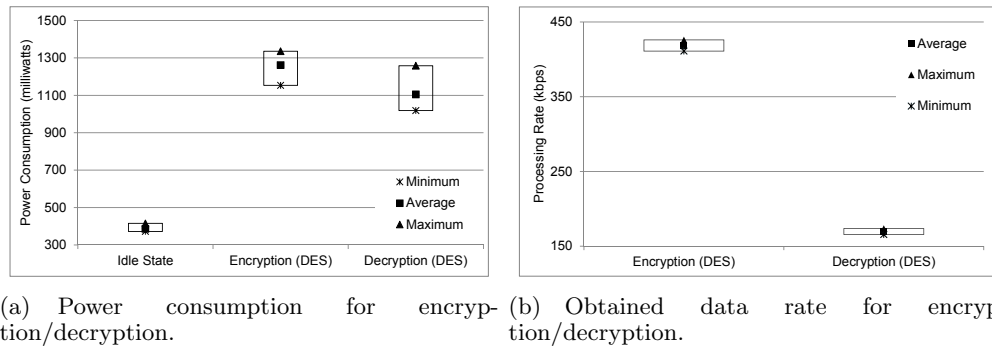 1500
1300
1100
900
700
500
300
Power Consumption (milliwatts)
Minimum
Average
Maximum
Idle State
Encryption (DES)
Decryption (DES)
450
350
250
150
Processing Rate (kbps)
Average
Maximum
Minimum
Encryption (DES)
Decryption (DES)
(a) Power consumption for encryp-
tion/decryption.
(b) Obtained data rate for encryp
tion/decryption.